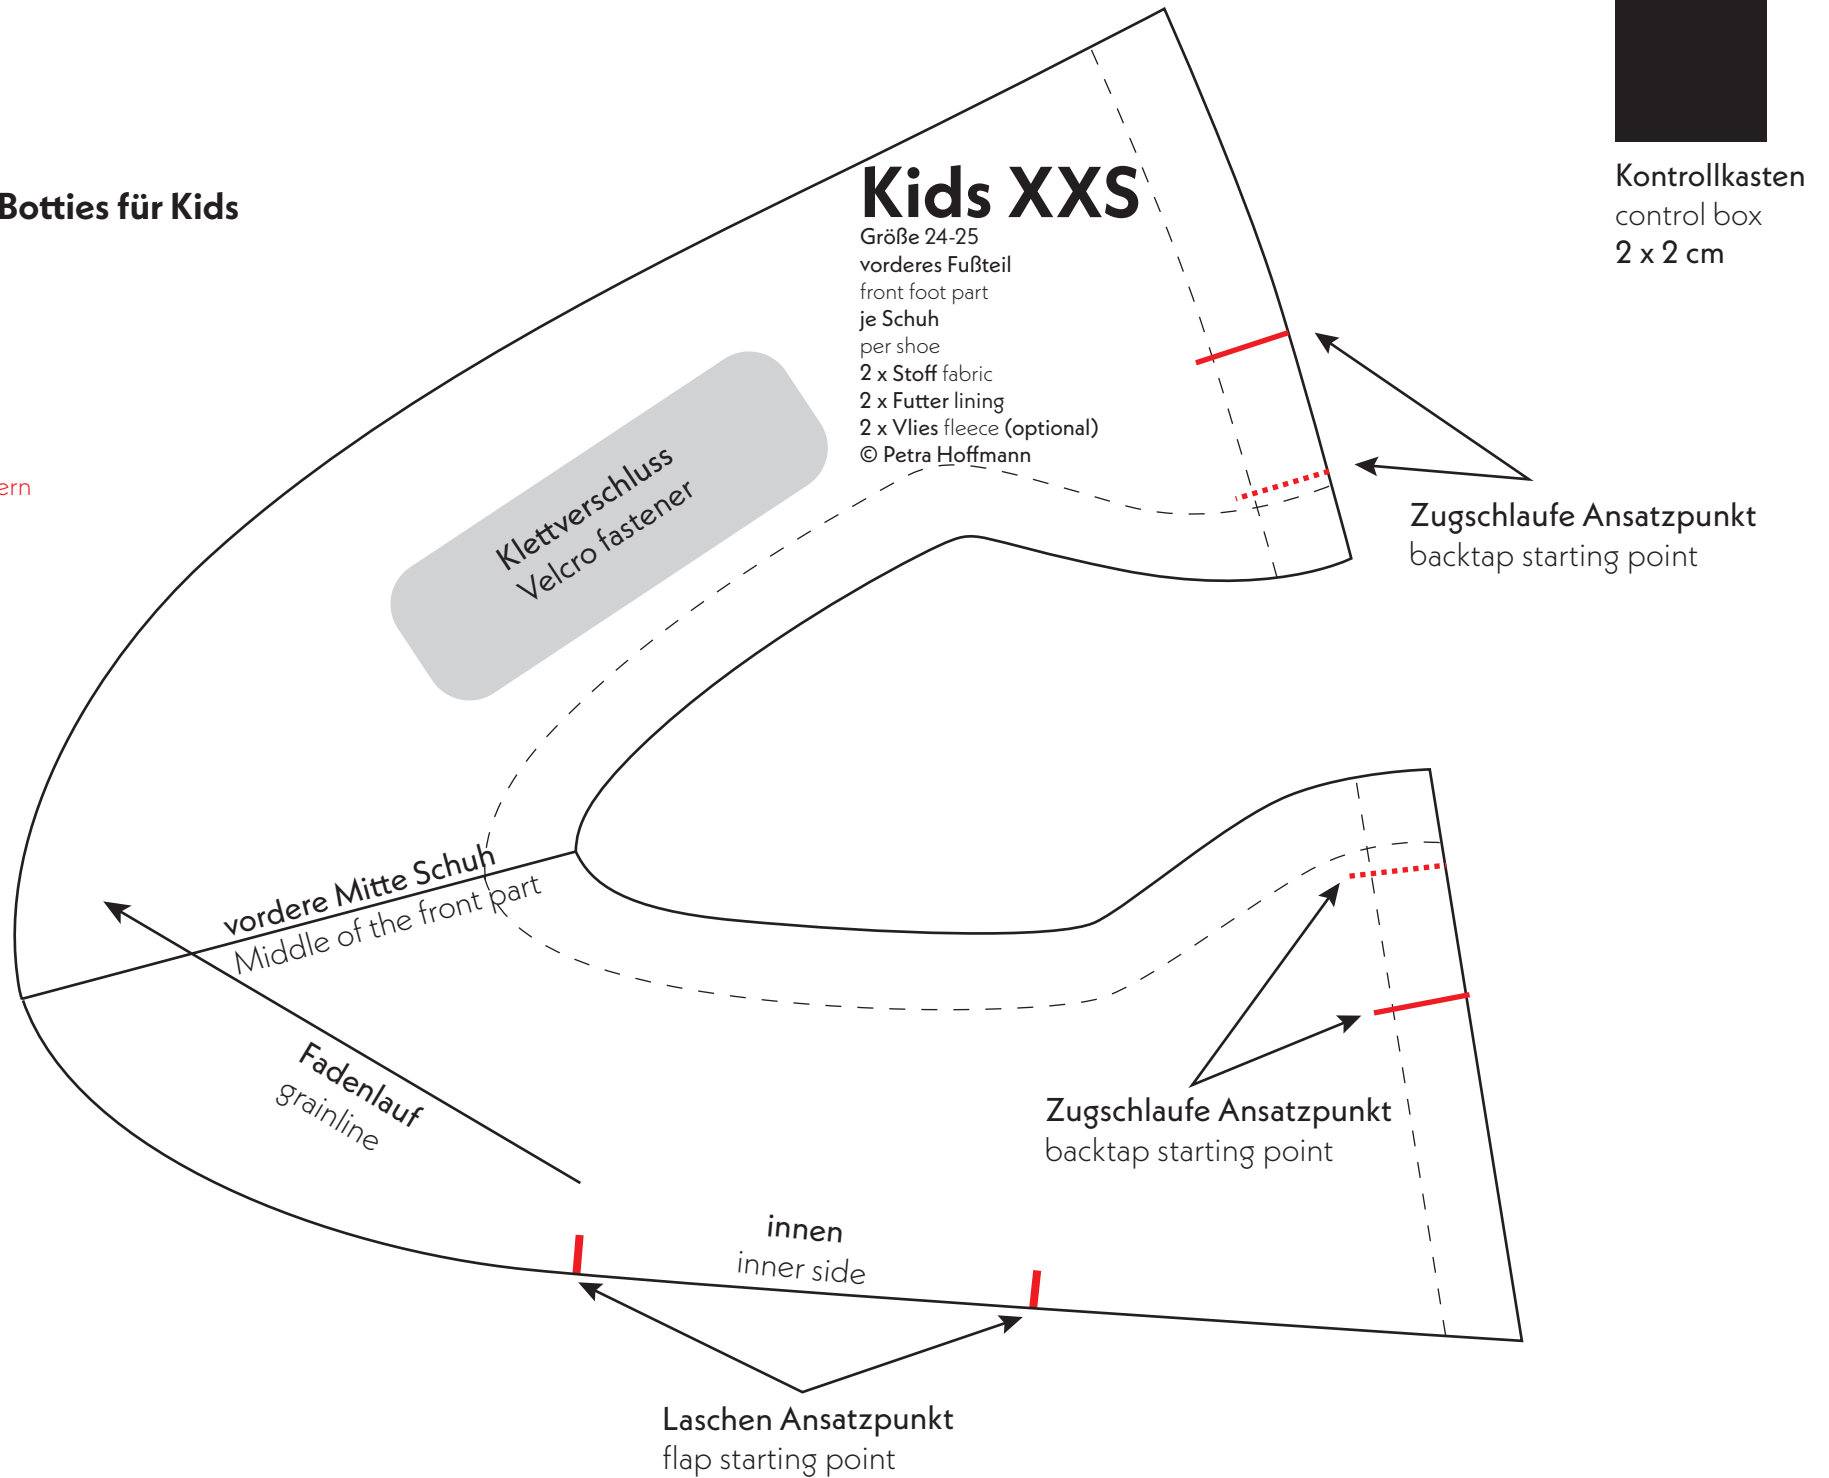 Botties für Kids
ern
Kids XXS
Größe 24-25
vorderes Fußteil
front foot part
je Schuh
per shoe
2 x Stoff fabric
2 x Futter lining
2 x Vlies fleece (optional)
© Petra Hoffmann
Kontrollkasten
control box
2 x 2 cm
Klettverschluss
Velcro fastener
Zugschlaufe Ansatzpunkt
backtap starting point
vordere Mitte Schuh
Middle of the front part
Fadenlauf
grainline
Zugschlaufe Ansatzpunkt
backtap starting point
innen
inner side
Laschen Ansatzpunkt
flap starting point